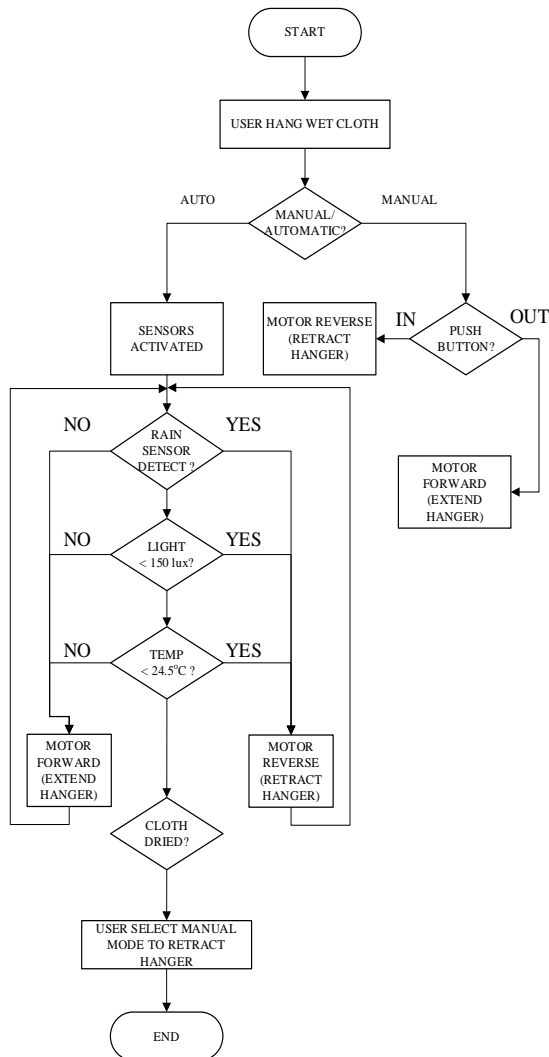 START
USER HANG WET CLOTH
AUTO
MANUAL/
AUTOMATIC?
MANUAL
SENSORS
ACTIVATED
MOTOR REVERSE
(RETRACT
HANGER)
IN
PUSH
BUTTON?
OUT
MOTOR
FORWARD
(EXTEND
HANGER)
NO
RAIN
SENSOR
DETECT ?
YES
NO
LIGHT
< 150 lux?
YES
NO
TEMP
< 24.5°C ?
YES
MOTOR
FORWARD
(EXTEND
HANGER)
MOTOR
REVERSE
(RETRACT
HANGER)
CLOTH
DRIED?
USER SELECT MANUAL
MODE TO RETRACT
HANGER
END